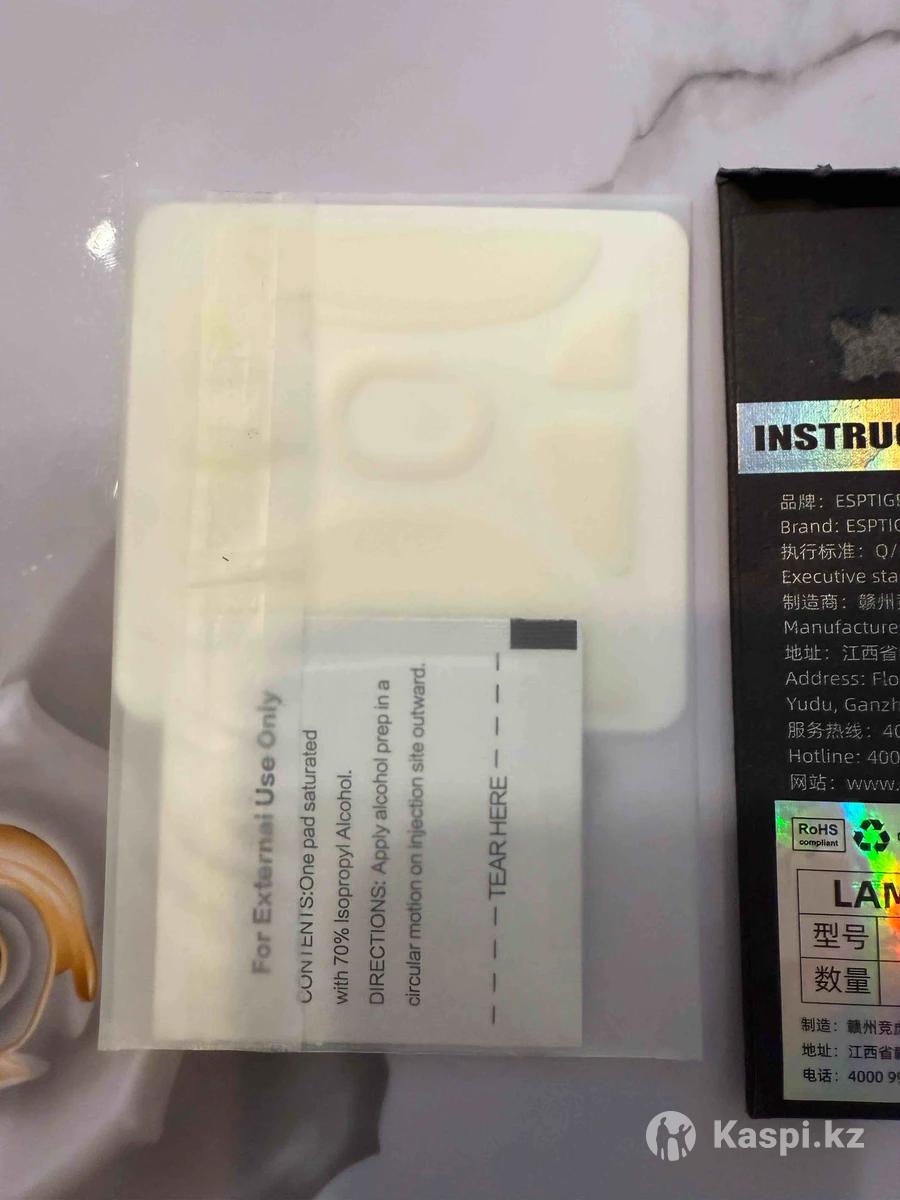 For External Use Only
CONTENTS:One pad saturated
with 70% Isopropyl Alcohol.
DIRECTIONS: Apply alcohol prep in a
circular motion on injection site outward.
TEAR HERE
INSTRUC
品牌: ESPTIGE
Brand: ESPTIG
执行标准: Q/
Executive sta
制造商: 赣州
Manufacture
地址: 江西省
Address: Flo
Yudu, Ganzh
服务热线: 40
Hotline: 400
网站: www.
RoHS
compliant
LAM
型号
数量
制造: 赣州竞虎
地址: 江西省
电话: 4000 99
Kaspi.kz